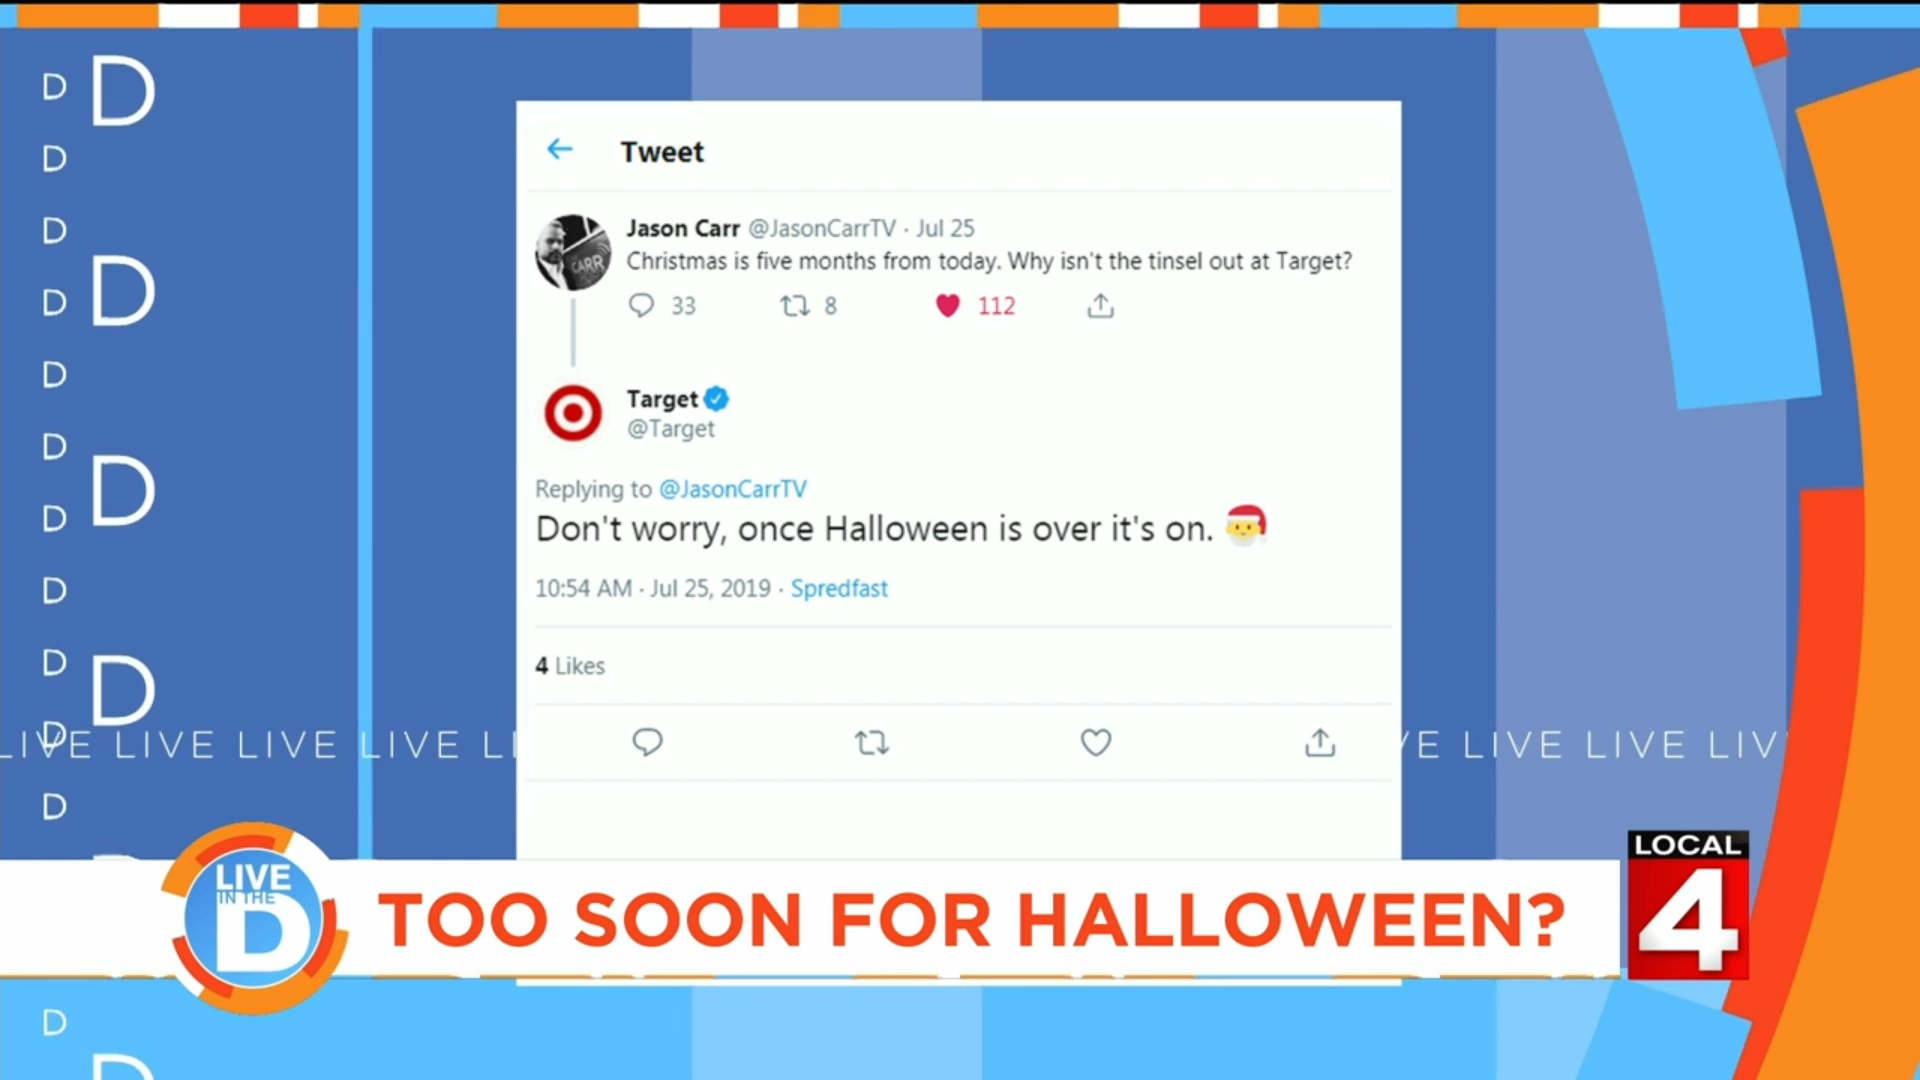 D D
D
D
D D
D
D
D D
D
D D
D
LIVE LIVE LIVE LIVE LI
VE LIVE LIVE LIV
D
D
D
Tweet
Jason Carr @JasonCarrTV · Jul 25
CARR
Christmas is five months from today. Why isn't the tinsel out at Target?
33 8 112
Target
@Target
Replying to @JasonCarrTV
Don't worry, once Halloween is over it's on. 🎅
10:54 AM · Jul 25, 2019 · Spredfast
4 Likes
LIVE
IN THE
D
TOO SOON FOR HALLOWEEN?
LOCAL
4